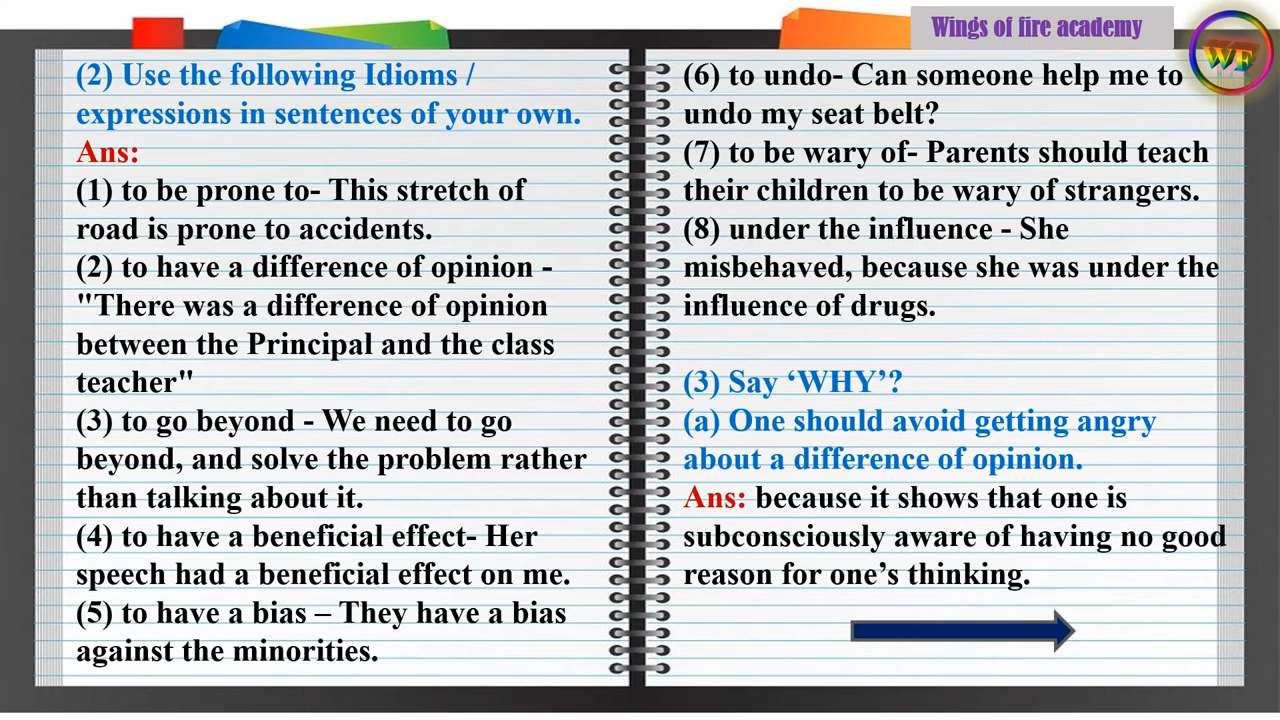 Wings of fire academy
WF
(2) Use the following Idioms /
expressions in sentences of your own.
Ans:
(1) to be prone to- This stretch of
road is prone to accidents.
(2) to have a difference of opinion -
"There was a difference of opinion
between the Principal and the class
teacher"
(3) to go beyond - We need to go
beyond, and solve the problem rather
than talking about it.
(4) to have a beneficial effect- Her
speech had a beneficial effect on me.
(5) to have a bias – They have a bias
against the minorities.
(6) to undo- Can someone help me to
undo my seat belt?
(7) to be wary of- Parents should teach
their children to be wary of strangers.
(8) under the influence - She
misbehaved, because she was under the
influence of drugs.
(3) Say ‘WHY’?
(a) One should avoid getting angry
about a difference of opinion.
Ans: because it shows that one is
subconsciously aware of having no good
reason for one’s thinking.